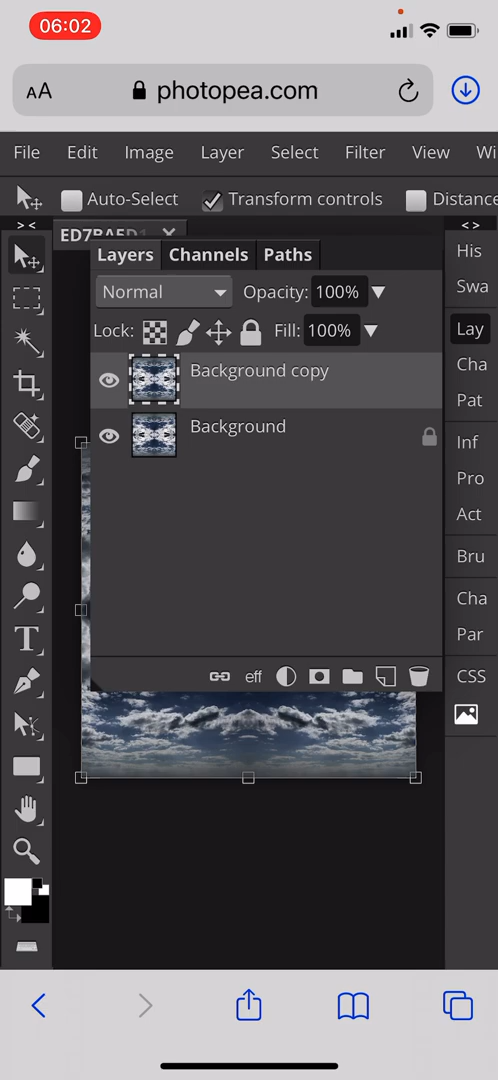 06:02
AA photopea.com
File Edit Image Layer Select Filter View Wi
Auto-Select Transform controls Distance
> < ED7BA5D1 < >
Layers Channels Paths
Normal Opacity: 100%
Lock: Fill: 100%
Background copy
Background
eff
T
His
Swa
Lay
Cha
Pat
Inf
Pro
Act
Bru
Cha
Par
CSS